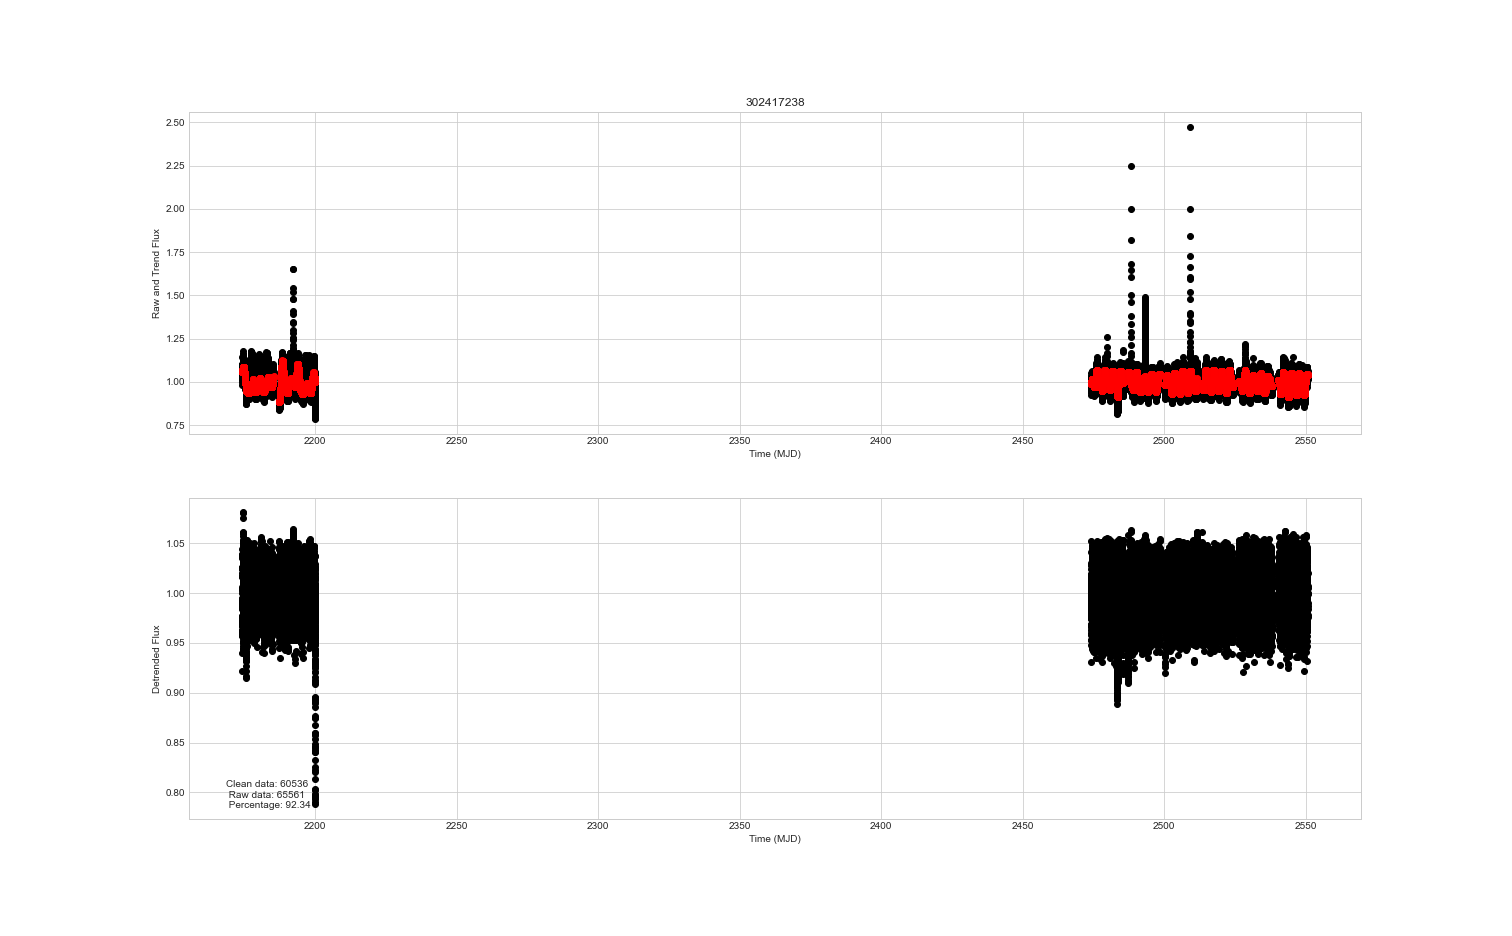 302417238
2.50
2.25
2.00
1.75
1.50
1.25
1.00
0.75
Raw and Trend Flux
2200 2250 2300 2350 2400 2450 2500 2550
Time (MJD)
1.05
1.00
0.95
0.90
0.85
0.80
Detrended Flux
Clean data: 60536
Raw data: 65561
Percentage: 92.34
2200 2250 2300 2350 2400 2450 2500 2550
Time (MJD)